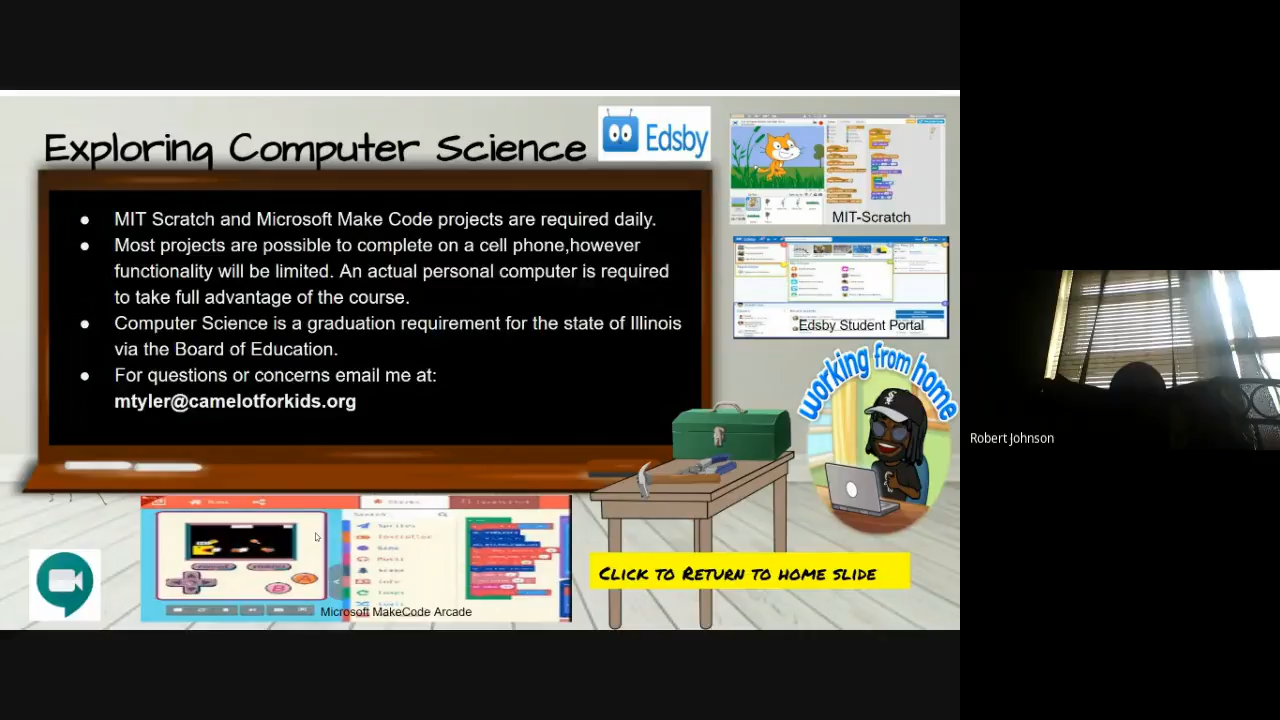 Exploring Computer Science
Edsby
MIT Scratch and Microsoft Make Code projects are required daily.
Most projects are possible to complete on a cell phone,however
functionality will be limited. An actual personal computer is required
to take full advantage of the course.
Computer Science is a graduation requirement for the state of Illinois
via the Board of Education.
For questions or concerns email me at:
mtyler@camelotforkids.org
MIT-Scratch
Edsby Student Portal
working from home
Microsoft MakeCode Arcade
Click to Return to home slide
Robert Johnson